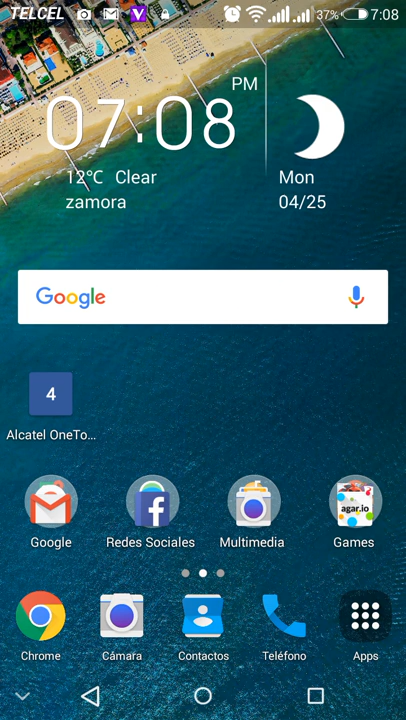 TELCEL 37% 7:08
07:08 PM
12°C Clear
zamora
Mon
04/25
Google
4
Alcatel OneTo...
agar.io
Google Redes Sociales Multimedia Games
Chrome Cámara Contactos Teléfono Apps